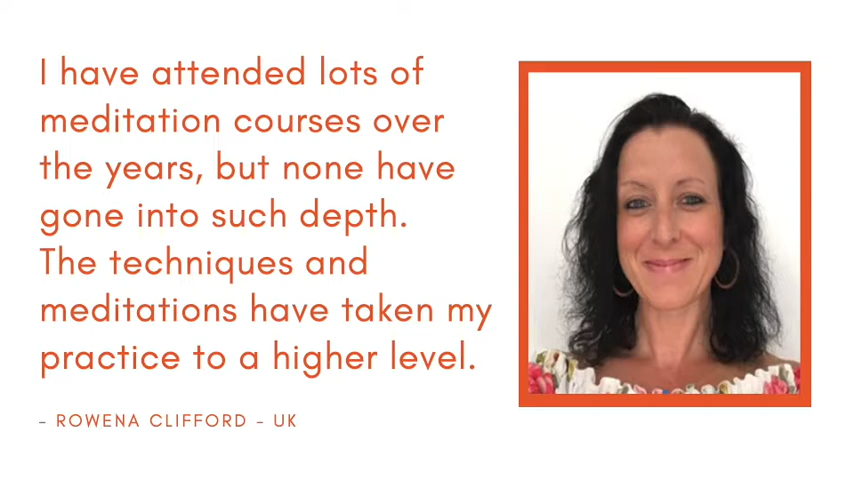 I have attended lots of
meditation courses over
the years, but none have
gone into such depth.
The techniques and
meditations have taken my
practice to a higher level.
- ROWENA CLIFFORD - UK